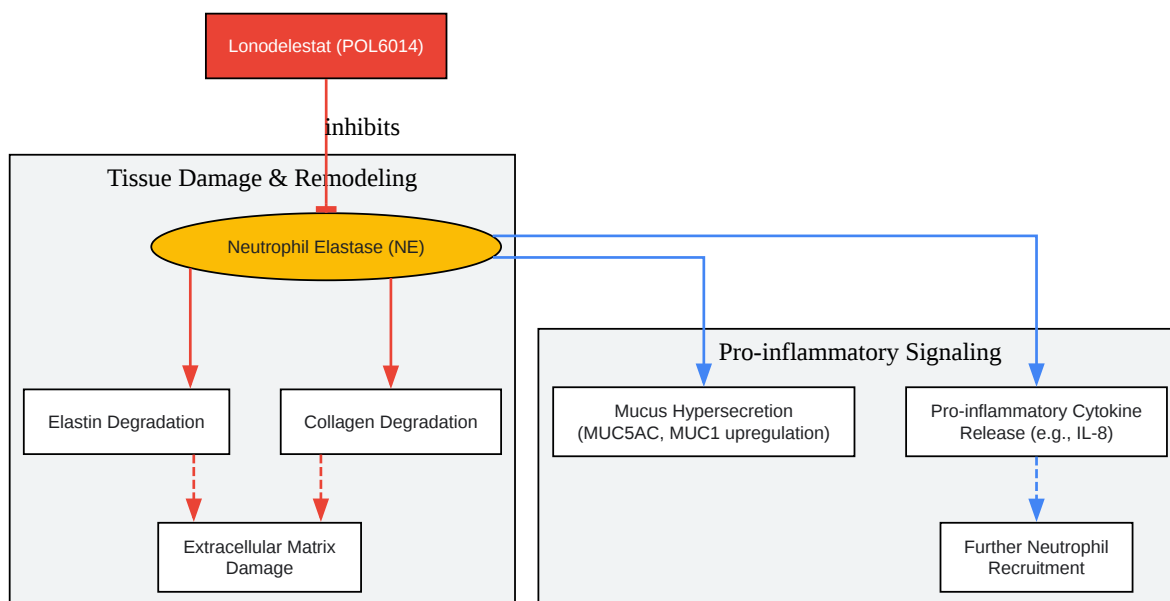 Lonodelestat (POL6014)
inhibits
Tissue Damage & Remodeling
Neutrophil Elastase (NE)
Pro-inflammatory Signaling
Elastin Degradation
Collagen Degradation
Mucus Hypersecretion
(MUC5AC, MUC1 upregulation)
Pro-inflammatory Cytokine
Release (e.g., IL-8)
Extracellular Matrix
Damage
Further Neutrophil
Recruitment